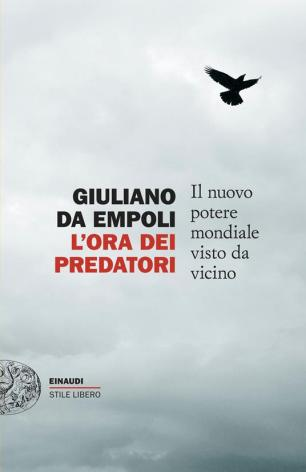 GIULIANO
DA EMPOLI
L'ORA DEI
PREDATORI
Il nuovo
potere
mondiale
visto da
vicino
EINAUDI
STILE LIBERO